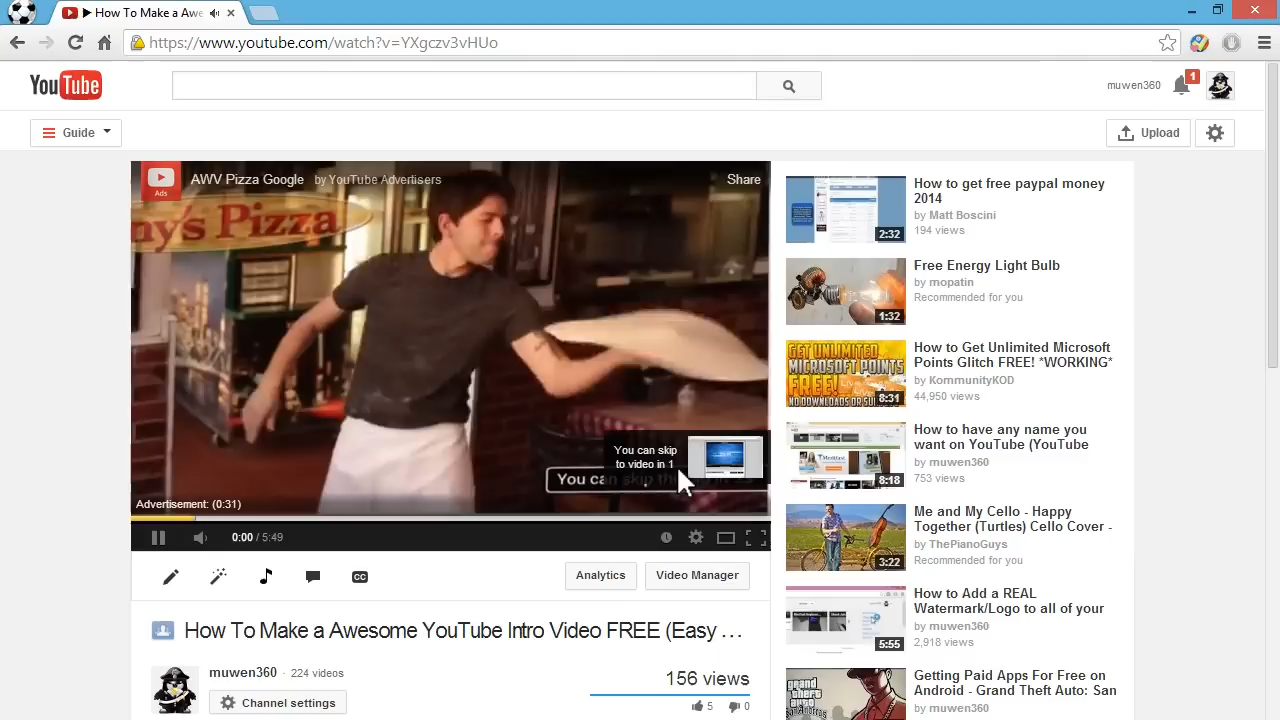 ▶ How To Make a Awe
https://www.youtube.com/watch?v=YXgczv3vHUo
YouTube
muwen360
1
Guide
Upload
Ads
AWV Pizza Google by YouTube Advertisers
Share
ny's Pizza
You can skip
to video in 1
You can skip
Advertisement: (0:31)
0:00 / 5:49
CC
Analytics
Video Manager
How To Make a Awesome YouTube Intro Video FREE (Easy ...
muwen360 · 224 videos
Channel settings
156 views
5
0
How to get free paypal money
2014
by Matt Boscini
194 views
2:32
Free Energy Light Bulb
by mopatin
Recommended for you
1:32
How to Get Unlimited Microsoft
Points Glitch FREE! *WORKING*
by KommunityKOD
44,950 views
GET UNLIMITED
MICROSOFT POINTS
FREE!
8:31
How to have any name you
want on YouTube (YouTube
by muwen360
753 views
8:18
Me and My Cello - Happy
Together (Turtles) Cello Cover -
by ThePianoGuys
Recommended for you
3:22
How to Add a REAL
Watermark/Logo to all of your
by muwen360
2,918 views
5:55
Getting Paid Apps For Free on
Android - Grand Theft Auto: San
by muwen360
grand
theft